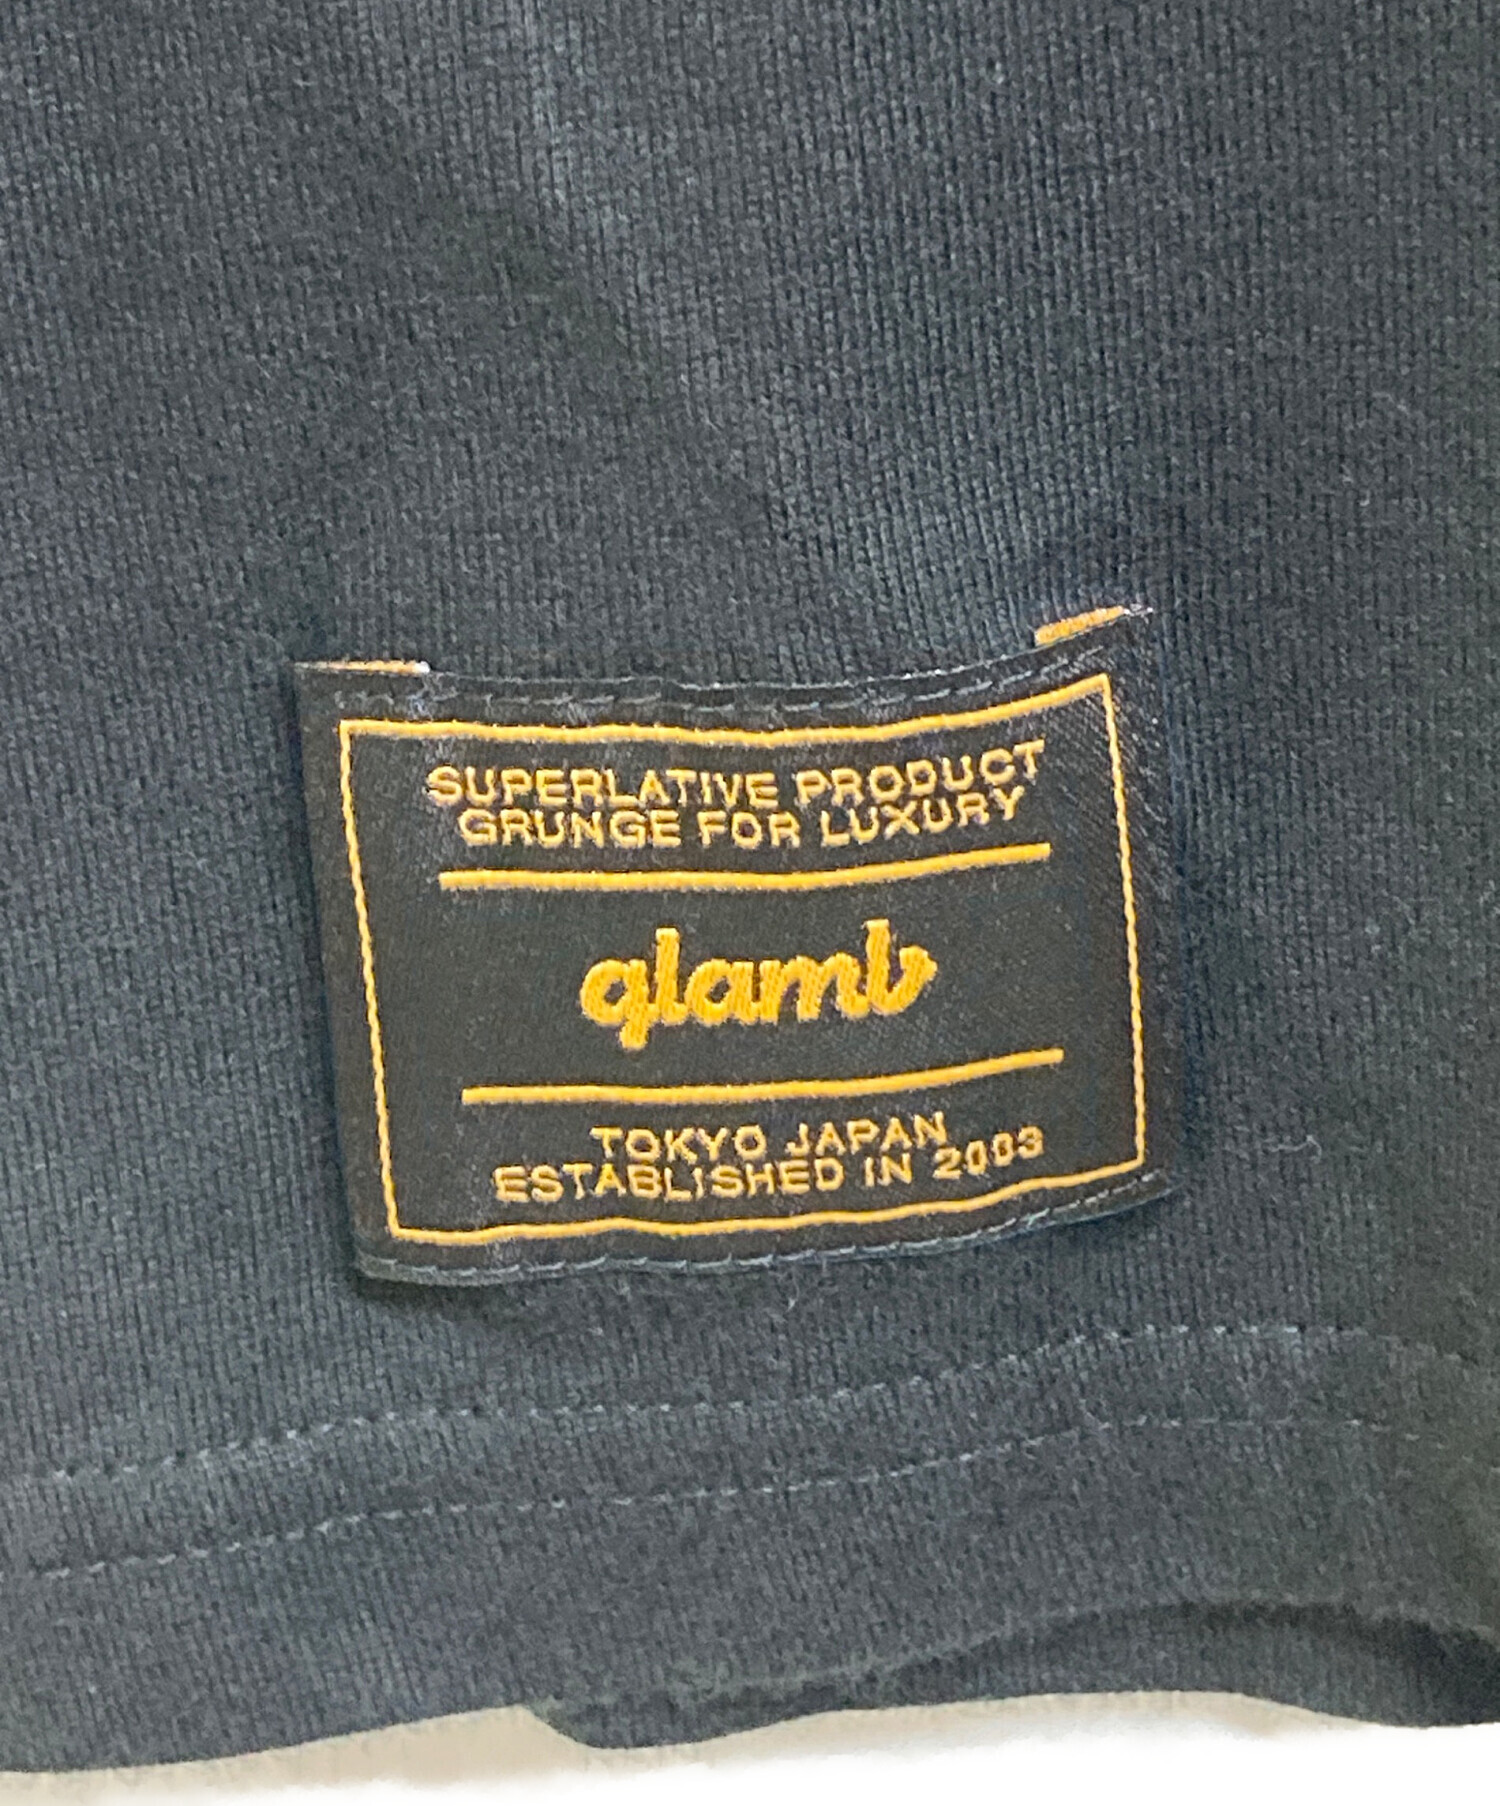 SUPERLATIVE PRODUCT
GRUNGE FOR LUXURY
glamb
TOKYO JAPAN
ESTABLISHED IN 2003